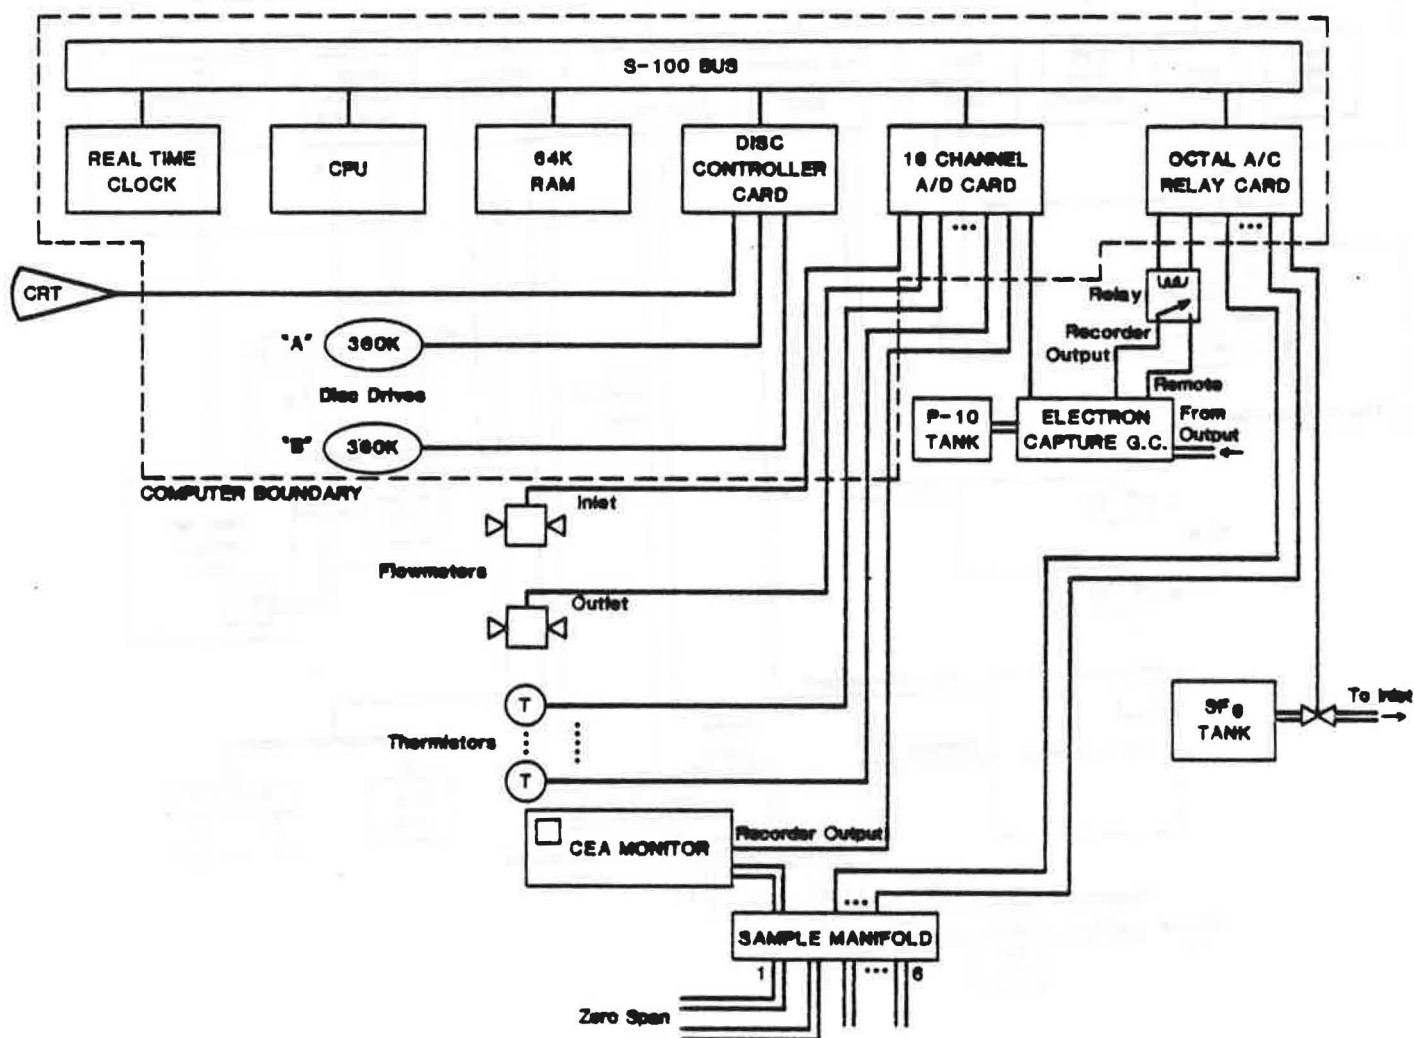 S-100 BUS
REAL TIME
CLOCK
CPU
64K
RAM
DISC
CONTROLLER
CARD
16 CHANNEL
A/D CARD
...
OCTAL A/C
RELAY CARD
...
CRT
"A"
360K
Disc Drives
"B"
360K
COMPUTER BOUNDARY
Relay
Recorder
Output
Remote
P-10
TANK
ELECTRON
CAPTURE G.C.
From
Output
Inlet
Flowmeters
Outlet
T
Thermistors
T
SF6
TANK
To Inlet
CEA MONITOR
Recorder Output
...
SAMPLE MANIFOLD
1
...
6
Zero Span